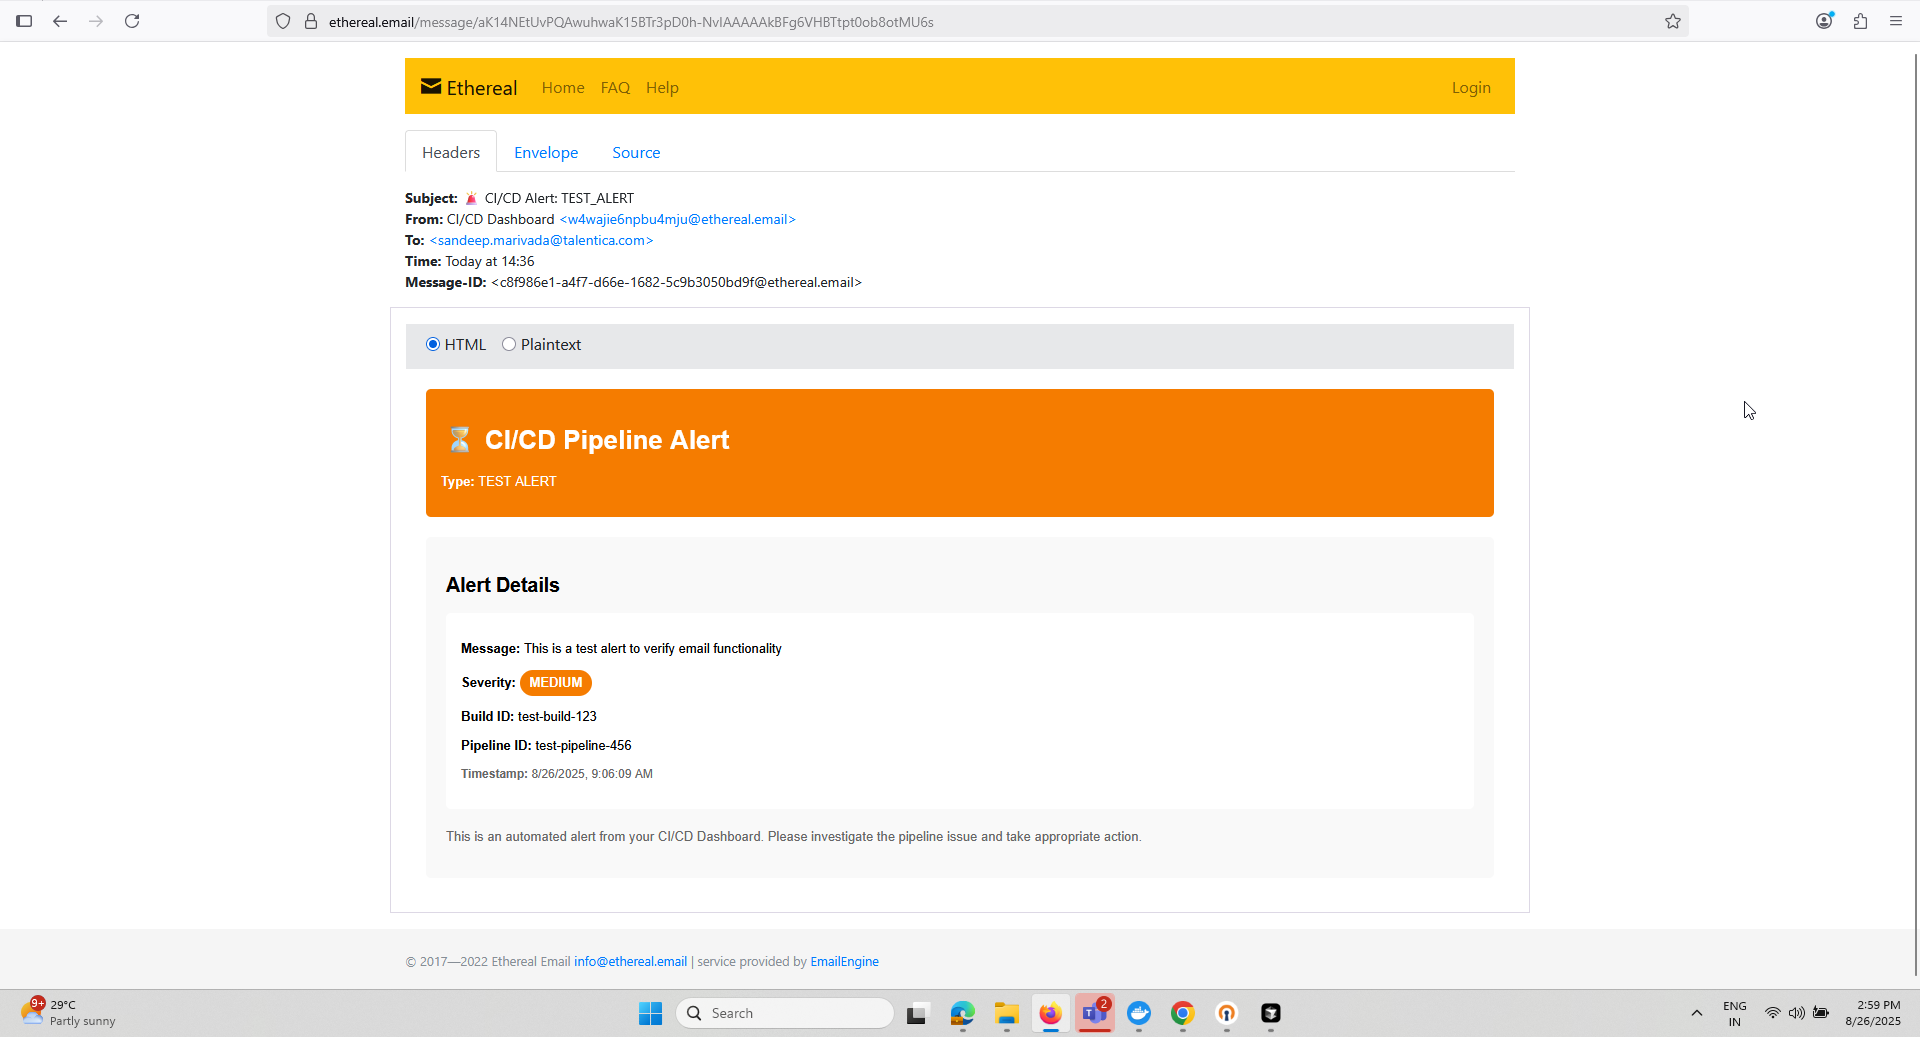 ethereal.email/message/aK14NEtUvPQAwuhwaK15BTr3pD0h-NvIAAAAAkBFg6VHBTtpt0ob8otMU6s
Ethereal Home FAQ Help Login
Headers Envelope Source
Subject: 🚨 CI/CD Alert: TEST_ALERT
From: CI/CD Dashboard <w4wajie6npbu4mju@ethereal.email>
To: <sandeep.marivada@talentica.com>
Time: Today at 14:36
Message-ID: <c8f986e1-a4f7-d66e-1682-5c9b3050bd9f@ethereal.email>
HTML Plaintext
⏳ CI/CD Pipeline Alert
Type: TEST ALERT
Alert Details
Message: This is a test alert to verify email functionality
Severity: MEDIUM
Build ID: test-build-123
Pipeline ID: test-pipeline-456
Timestamp: 8/26/2025, 9:06:09 AM
This is an automated alert from your CI/CD Dashboard. Please investigate the pipeline issue and take appropriate action.
© 2017—2022 Ethereal Email info@ethereal.email | service provided by EmailEngine
9+ 29°C
Partly sunny
Search
2
ENG
IN
2:59 PM
8/26/2025